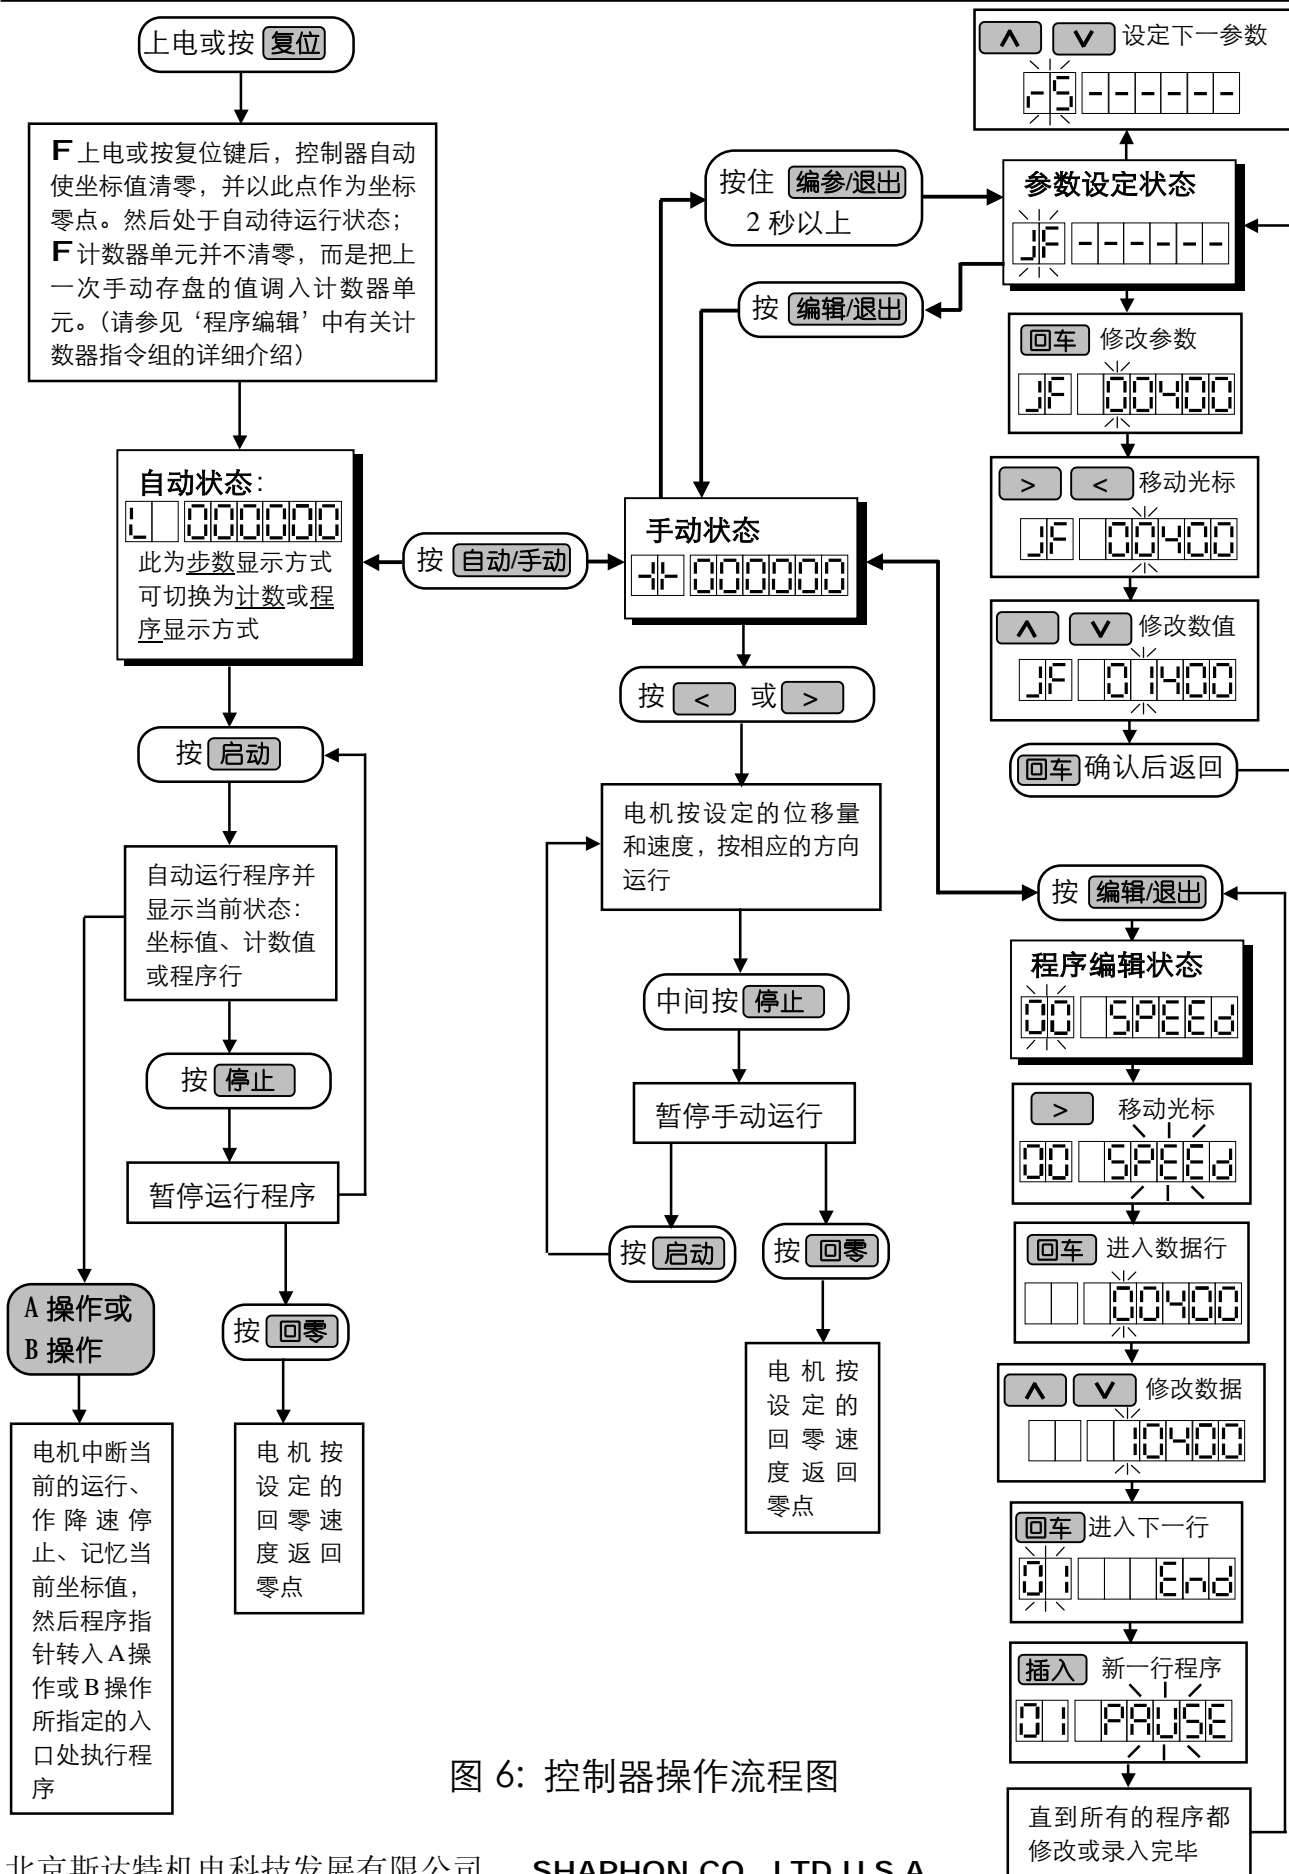 上电或按 复位
F上电或按复位键后，控制器自动
使坐标值清零，并以此点作为坐标
零点。然后处于自动待运行状态；
F计数器单元并不清零，而是把上
一次手动存盘的值调入计数器单
元。（请参见‘程序编辑’中有关计
数器指令组的详细介绍）
自动状态：
L 000000
此为步数显示方式
可切换为计数或程
序显示方式
按 启动
自动运行程序并
显示当前状态：
坐标值、计数值
或程序行
按 停止
暂停运行程序
A 操作或
B 操作
按 回零
电机中断当
前的运行、
作降速停
止、记忆当
前坐标值，
然后程序指
针转入 A 操
作或 B 操作
所指定的入
口处执行程
序
电机按
设定的
回零速
度返回
零点
按 自动/手动
按住 编参/退出
2 秒以上
按 编辑/退出
手动状态
000000
按 < 或 >
电机按设定的位移量
和速度，按相应的方向
运行
中间按 停止
暂停手动运行
按 启动
按 回零
电机按
设定的
回零速
度返回
零点
∧ ∨ 设定下一参数
rS ------
参数设定状态
JF ------
回车 修改参数
JF 00400
> < 移动光标
JF 00400
∧ ∨ 修改数值
JF 01400
回车 确认后返回
按 编辑/退出
程序编辑状态
00 SPEEd
> 移动光标
00 SPEEd
回车 进入数据行
00400
∧ ∨ 修改数据
10400
回车 进入下一行
01 End
插入 新一行程序
01 PAUSE
直到所有的程序都
修改或录入完毕
图 6：控制器操作流程图
北京斯达特机电科技发展有限公司 SHAPHON CO., LTD U.S.A